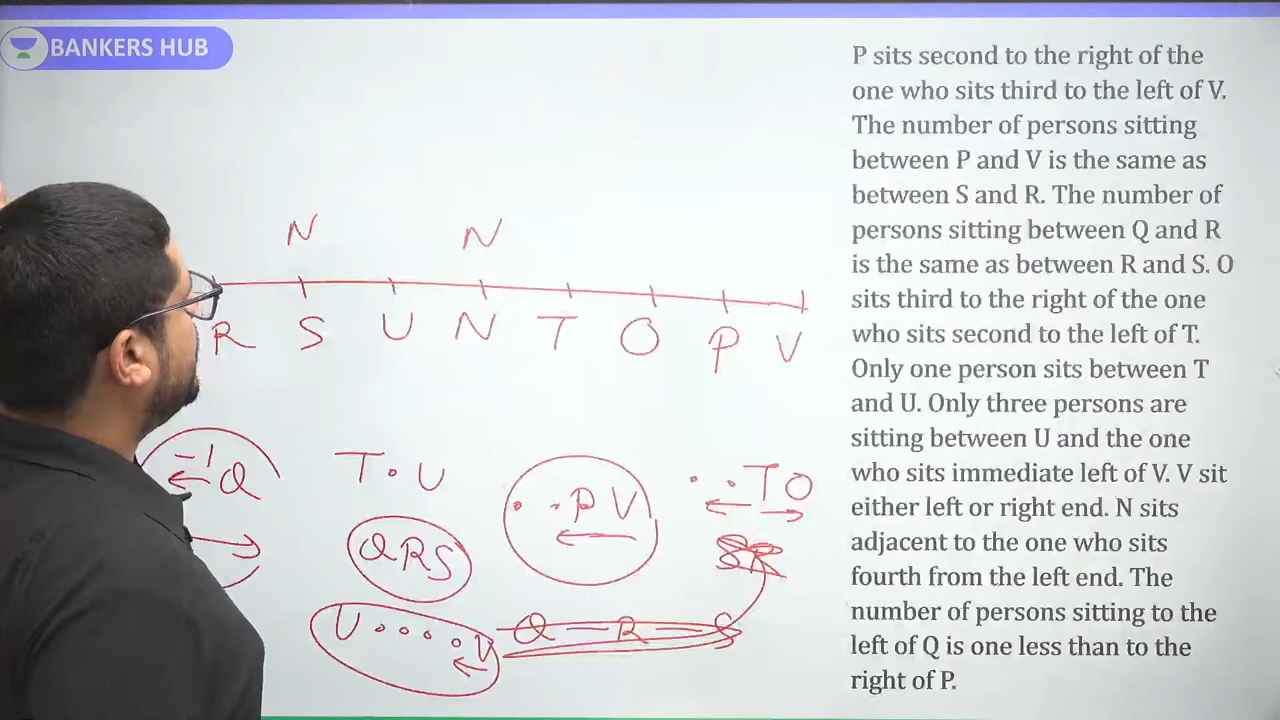 BANKERS HUB
P sits second to the right of the
one who sits third to the left of V.
The number of persons sitting
between P and V is the same as
between S and R. The number of
persons sitting between Q and R
is the same as between R and S. O
sits third to the right of the one
who sits second to the left of T.
Only one person sits between T
and U. Only three persons are
sitting between U and the one
who sits immediate left of V. V sit
either left or right end. N sits
adjacent to the one who sits
fourth from the left end. The
number of persons sitting to the
left of Q is one less than to the
right of P.
N N
R S U N T O P V
-1 Q
T . U
. . P V
. . T O
Q R S
S R
U o o o o V
Q R S